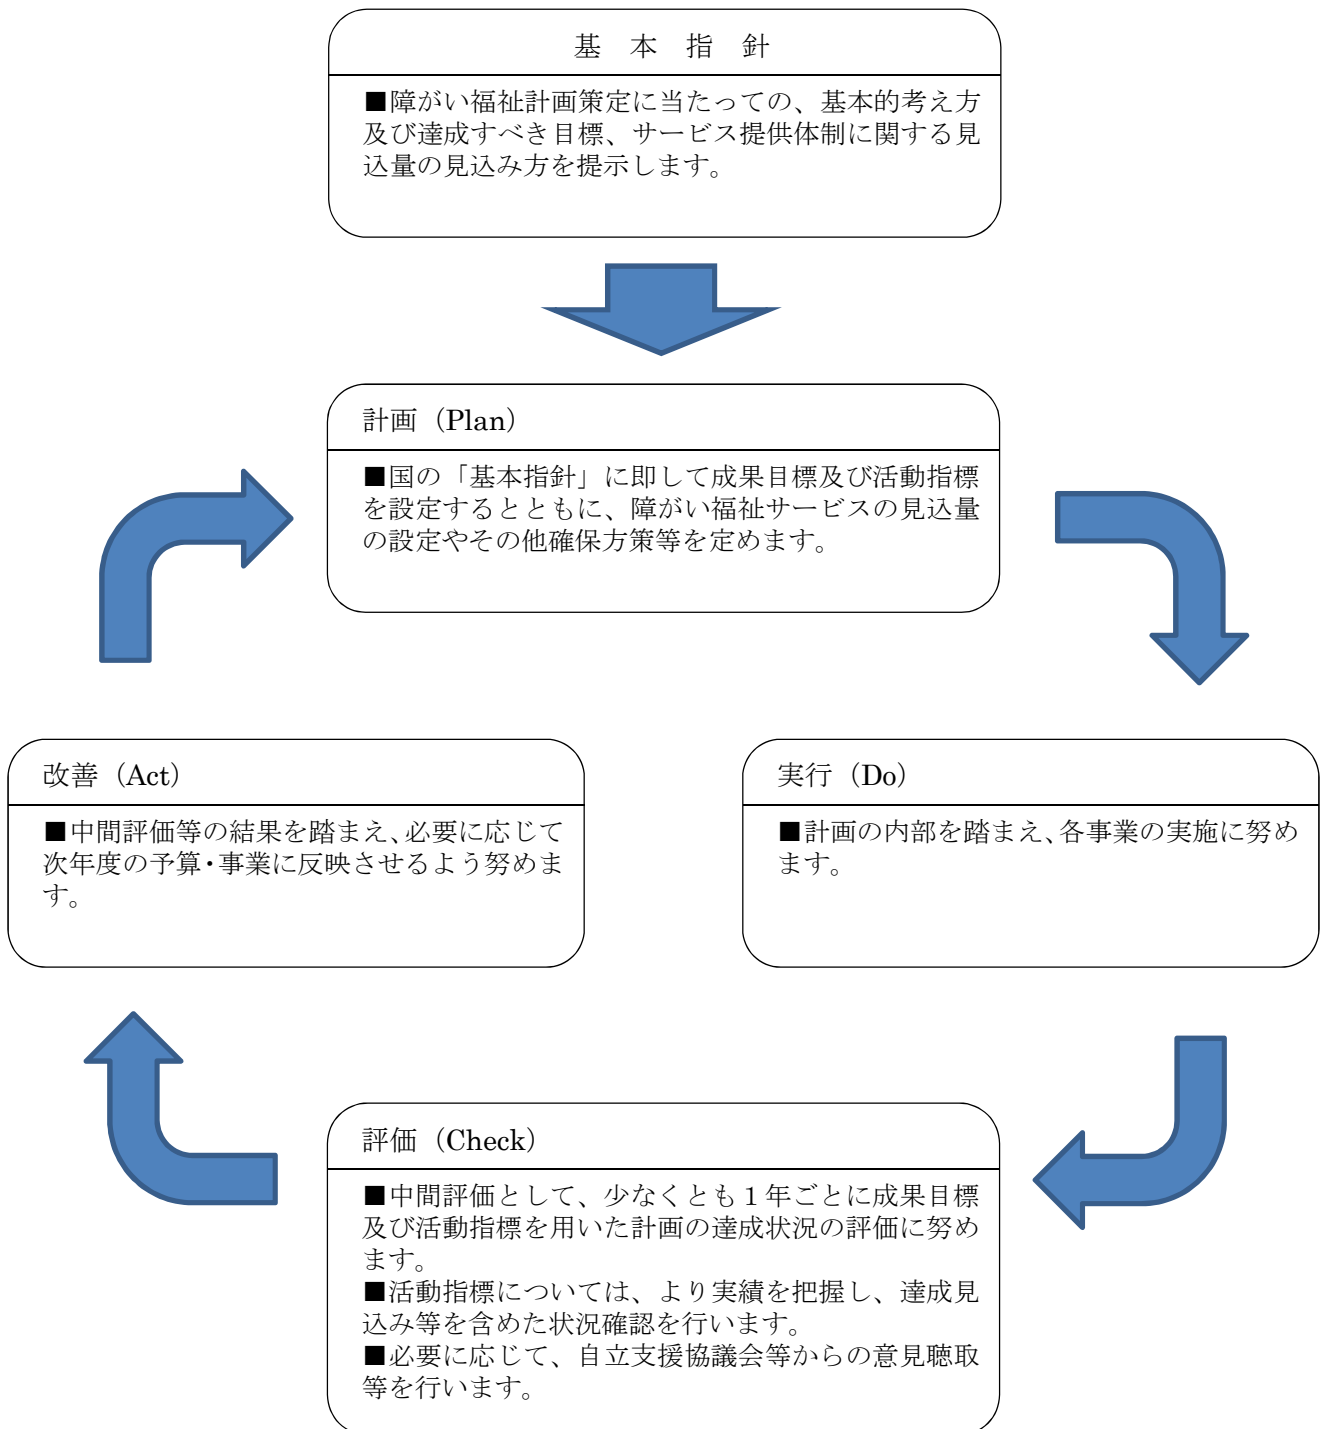 基 本 指 針
■障がい福祉計画策定に当たっての、基本的考え方
及び達成すべき目標、サービス提供体制に関する見
込量の見込み方を提示します。
計画（Plan）
■国の「基本指針」に即して成果目標及び活動指標
を設定するとともに、障がい福祉サービスの見込量
の設定やその他確保方策等を定めます。
改善（Act）
■中間評価等の結果を踏まえ、必要に応じて
次年度の予算・事業に反映させるよう努めま
す。
実行（Do）
■計画の内部を踏まえ、各事業の実施に努め
ます。
評価（Check）
■中間評価として、少なくとも１年ごとに成果目標
及び活動指標を用いた計画の達成状況の評価に努め
ます。
■活動指標については、より実績を把握し、達成見
込み等を含めた状況確認を行います。
■必要に応じて、自立支援協議会等からの意見聴取
等を行います。